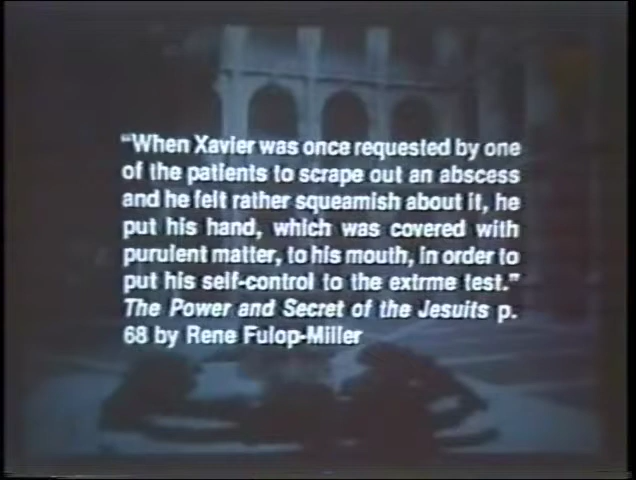 “When Xavier was once requested by one
of the patients to scrape out an abscess
and he felt rather squeamish about it, he
put his hand, which was covered with
purulent matter, to his mouth, in order to
put his self-control to the extrme test.”
The Power and Secret of the Jesuits p.
68 by Rene Fulop-Miller